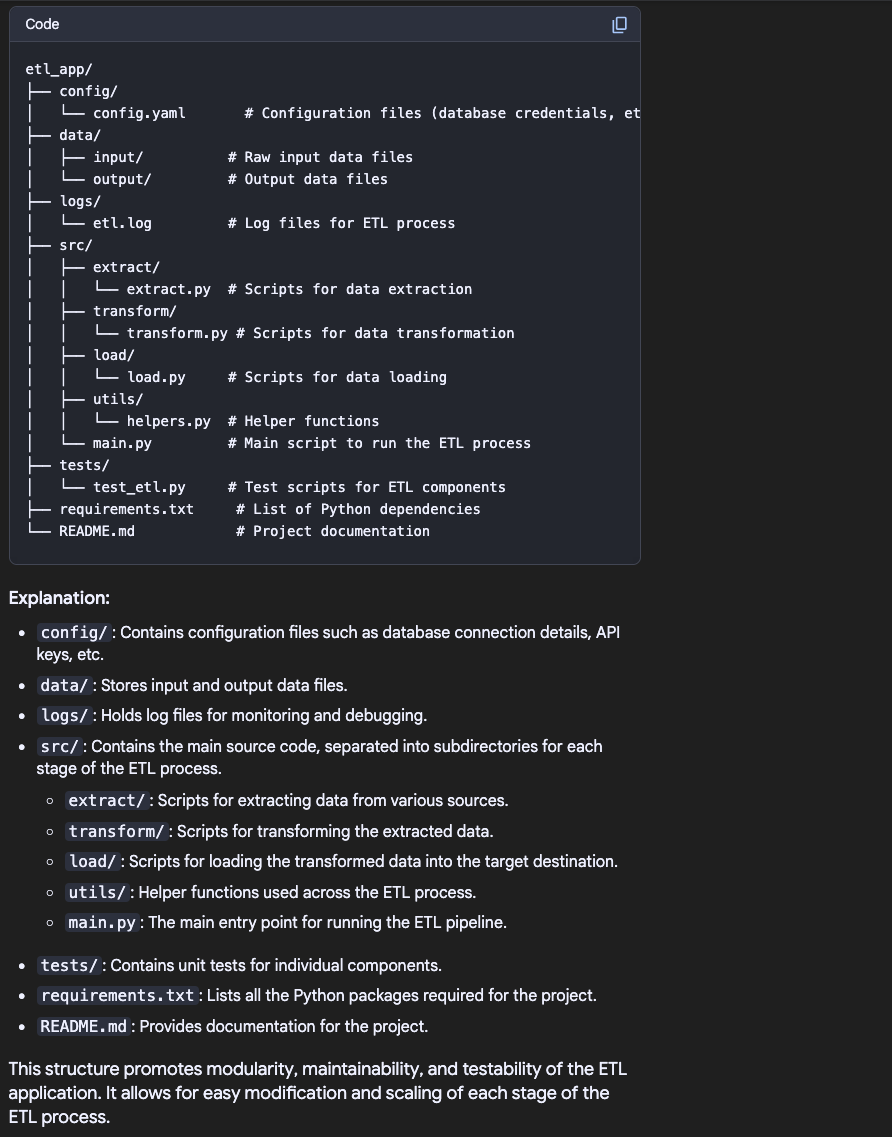 Code
etl_app/
├── config/
│   └── config.yaml       # Configuration files (database credentials, et
├── data/
│   ├── input/          # Raw input data files
│   └── output/         # Output data files
├── logs/
│   └── etl.log         # Log files for ETL process
├── src/
│   ├── extract/
│   │   └── extract.py  # Scripts for data extraction
│   ├── transform/
│   │   └── transform.py # Scripts for data transformation
│   ├── load/
│   │   └── load.py     # Scripts for data loading
│   ├── utils/
│   │   └── helpers.py  # Helper functions
│   └── main.py         # Main script to run the ETL process
├── tests/
│   └── test_etl.py     # Test scripts for ETL components
├── requirements.txt     # List of Python dependencies
└── README.md            # Project documentation
Explanation:
• config/: Contains configuration files such as database connection details, API
keys, etc.
• data/: Stores input and output data files.
• logs/: Holds log files for monitoring and debugging.
• src/: Contains the main source code, separated into subdirectories for each
stage of the ETL process.
◦ extract/: Scripts for extracting data from various sources.
◦ transform/: Scripts for transforming the extracted data.
◦ load/: Scripts for loading the transformed data into the target destination.
◦ utils/: Helper functions used across the ETL process.
◦ main.py: The main entry point for running the ETL pipeline.
• tests/: Contains unit tests for individual components.
• requirements.txt: Lists all the Python packages required for the project.
• README.md: Provides documentation for the project.
This structure promotes modularity, maintainability, and testability of the ETL
application. It allows for easy modification and scaling of each stage of the
ETL process.